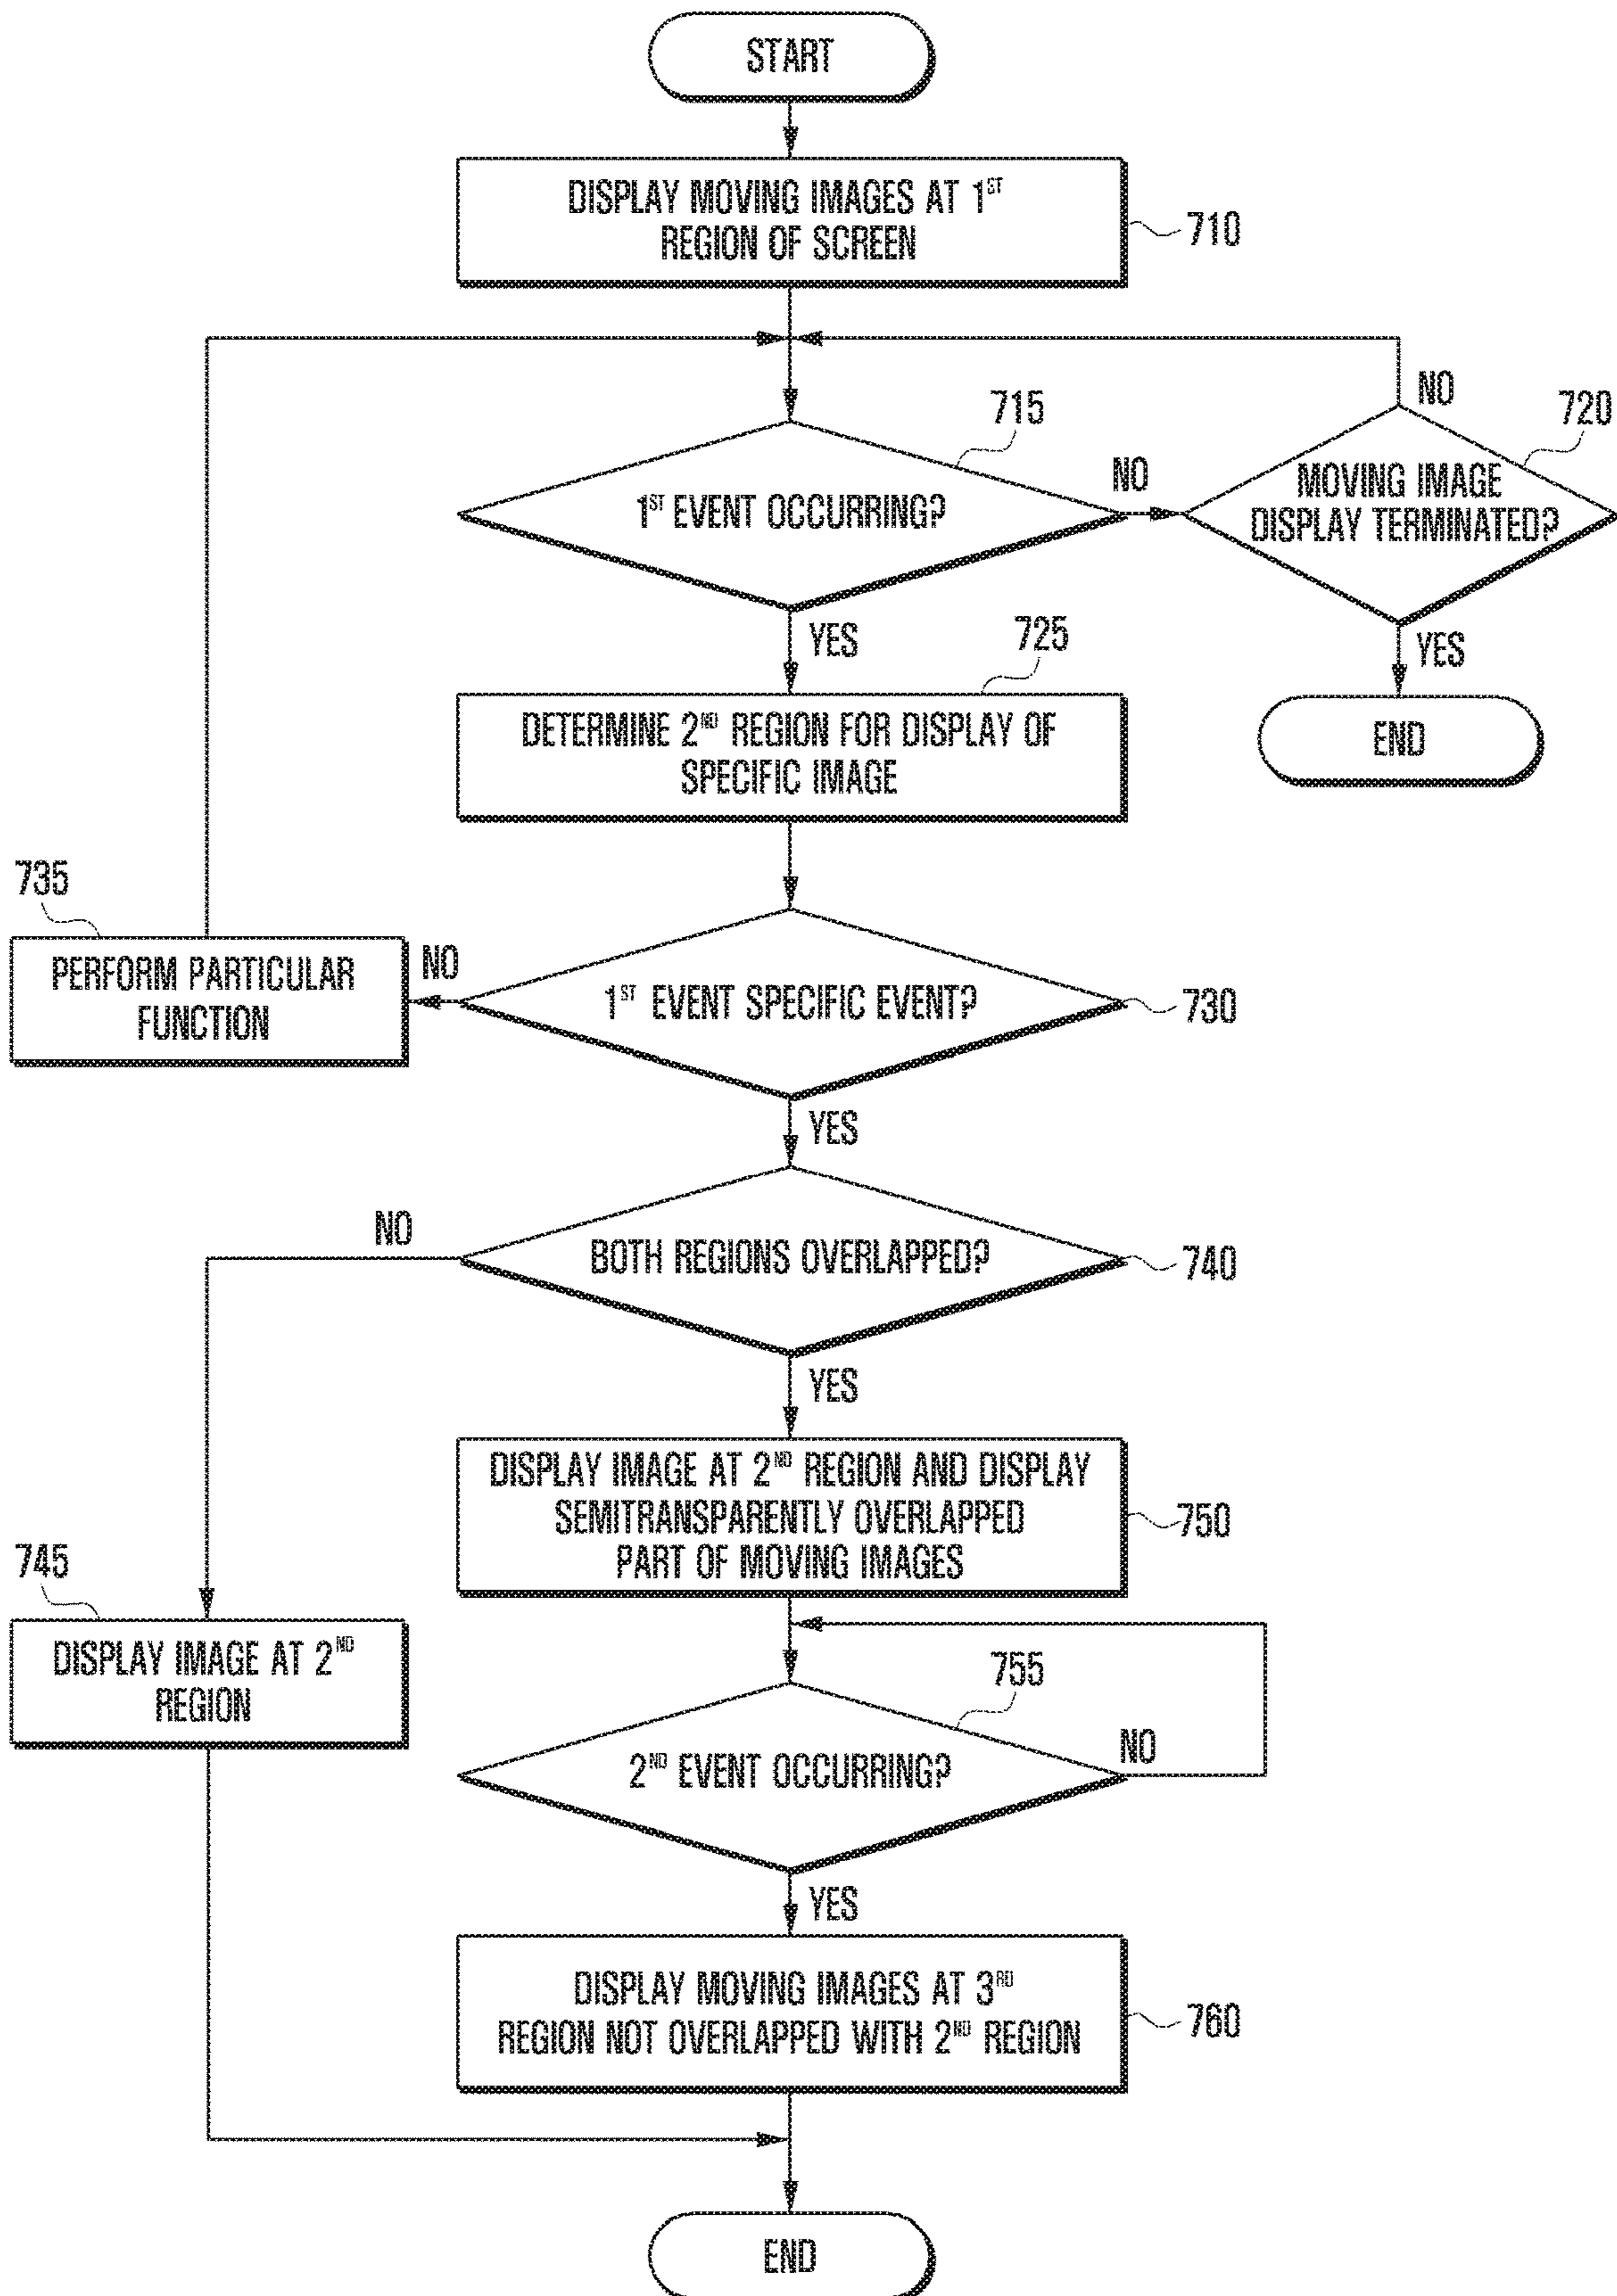 START
DISPLAY MOVING IMAGES AT 1ST
REGION OF SCREEN
710
715
NO
720
1ST EVENT OCCURRING?
NO
MOVING IMAGE
DISPLAY TERMINATED?
YES
725
YES
DETERMINE 2ND REGION FOR DISPLAY OF
SPECIFIC IMAGE
END
735
PERFORM PARTICULAR
FUNCTION
NO
1ST EVENT SPECIFIC EVENT?
730
YES
NO
BOTH REGIONS OVERLAPPED?
740
YES
DISPLAY IMAGE AT 2ND REGION AND DISPLAY
SEMITRANSPARENTLY OVERLAPPED
PART OF MOVING IMAGES
750
745
DISPLAY IMAGE AT 2ND
REGION
755
2ND EVENT OCCURRING?
NO
YES
DISPLAY MOVING IMAGES AT 3RD
REGION NOT OVERLAPPED WITH 2ND REGION
760
END